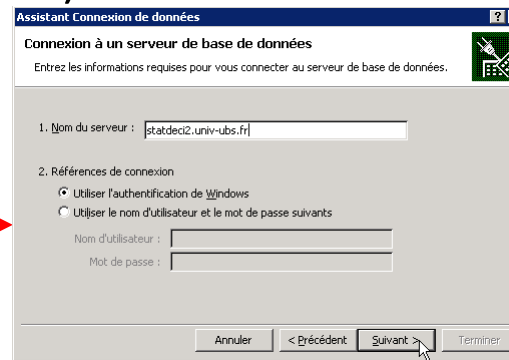 Assistant Connexion de données
Connexion à un serveur de base de données
Entrez les informations requises pour vous connecter au serveur de base de données.
1. Nom du serveur : statdeci2.univ-ubs.fr
2. Références de connexion
Utiliser l'authentification de Windows
Utiliser le nom d'utilisateur et le mot de passe suivants
Nom d'utilisateur :
Mot de passe :
Annuler < Précédent Suivant > Terminer